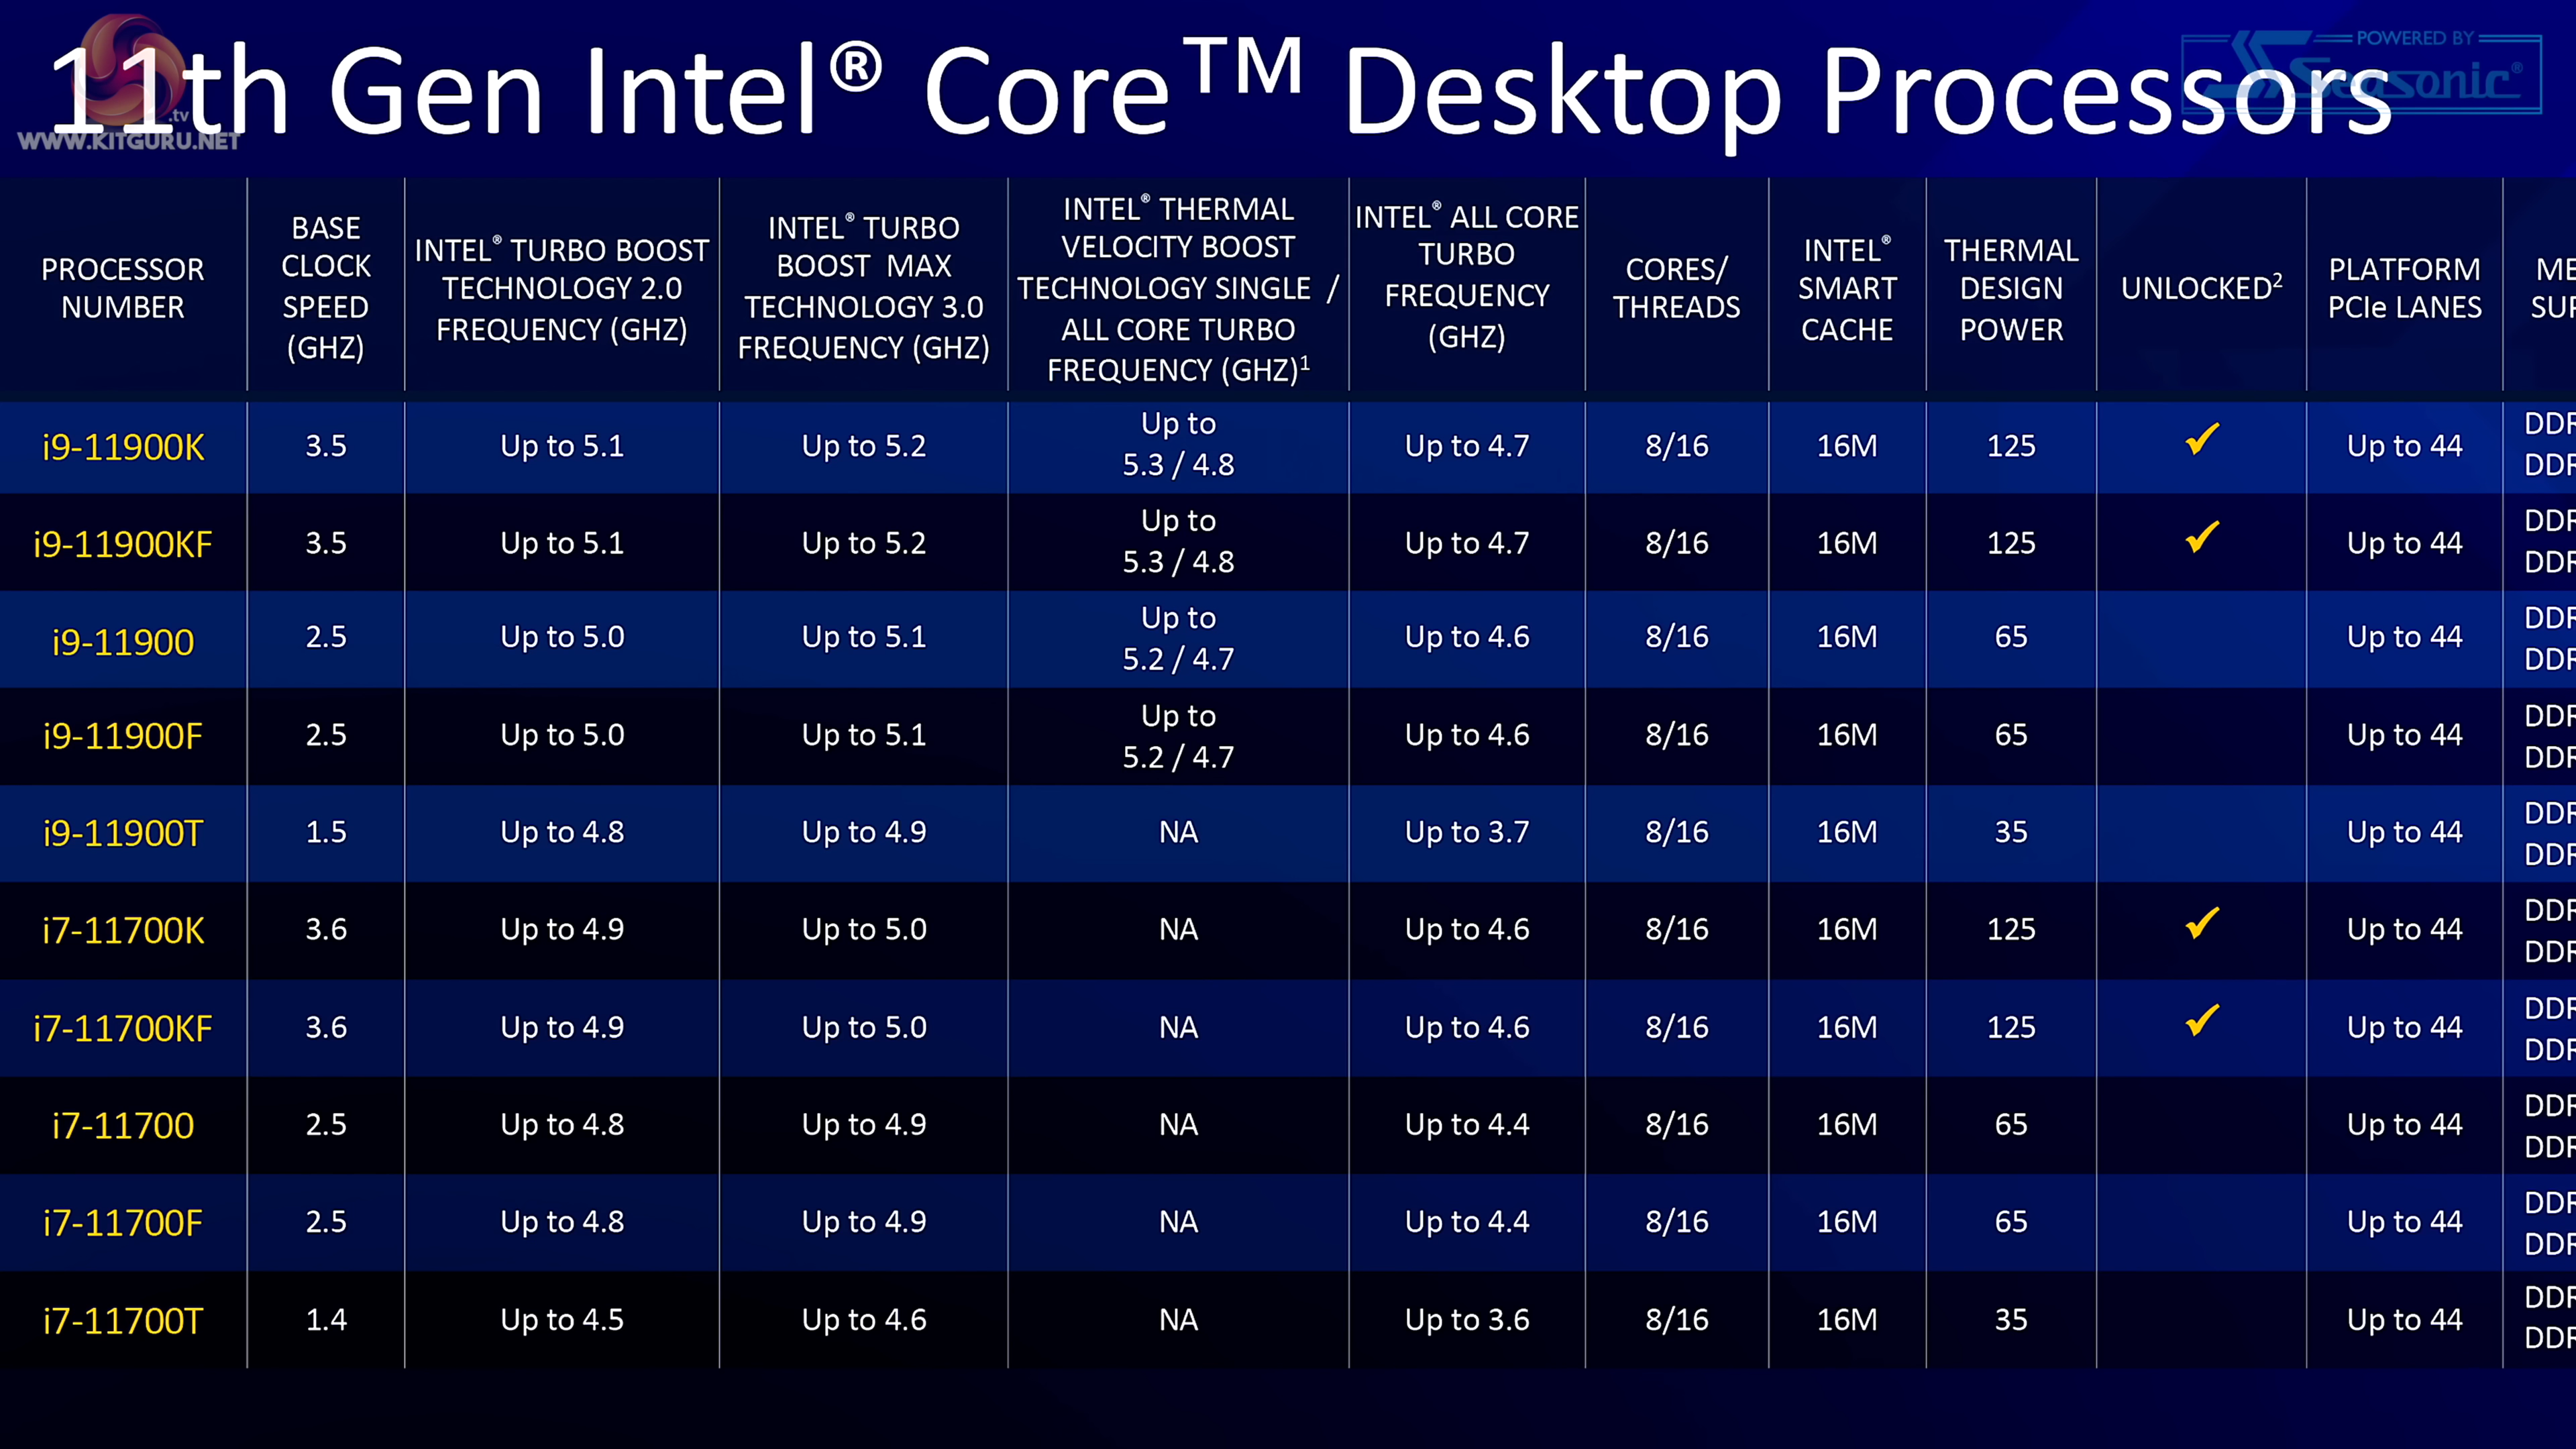 11th Gen Intel® Core™ Desktop Processors
.tv
WWW.KITGURU.NET
POWERED BY
Seasonic®
PROCESSOR
NUMBER
BASE
CLOCK
SPEED
(GHZ)
INTEL® TURBO BOOST
TECHNOLOGY 2.0
FREQUENCY (GHZ)
INTEL® TURBO
BOOST MAX
TECHNOLOGY 3.0
FREQUENCY (GHZ)
INTEL® THERMAL
VELOCITY BOOST
TECHNOLOGY SINGLE /
ALL CORE TURBO
FREQUENCY (GHZ)1
INTEL® ALL CORE
TURBO
FREQUENCY
(GHZ)
CORES/
THREADS
INTEL®
SMART
CACHE
THERMAL
DESIGN
POWER
UNLOCKED2
PLATFORM
PCIe LANES
i9-11900K 3.5 Up to 5.1 Up to 5.2 Up to 5.3 / 4.8 Up to 4.7 8/16 16M 125 ✓ Up to 44
i9-11900KF 3.5 Up to 5.1 Up to 5.2 Up to 5.3 / 4.8 Up to 4.7 8/16 16M 125 ✓ Up to 44
i9-11900 2.5 Up to 5.0 Up to 5.1 Up to 5.2 / 4.7 Up to 4.6 8/16 16M 65 Up to 44
i9-11900F 2.5 Up to 5.0 Up to 5.1 Up to 5.2 / 4.7 Up to 4.6 8/16 16M 65 Up to 44
i9-11900T 1.5 Up to 4.8 Up to 4.9 NA Up to 3.7 8/16 16M 35 Up to 44
i7-11700K 3.6 Up to 4.9 Up to 5.0 NA Up to 4.6 8/16 16M 125 ✓ Up to 44
i7-11700KF 3.6 Up to 4.9 Up to 5.0 NA Up to 4.6 8/16 16M 125 ✓ Up to 44
i7-11700 2.5 Up to 4.8 Up to 4.9 NA Up to 4.4 8/16 16M 65 Up to 44
i7-11700F 2.5 Up to 4.8 Up to 4.9 NA Up to 4.4 8/16 16M 65 Up to 44
i7-11700T 1.4 Up to 4.5 Up to 4.6 NA Up to 3.6 8/16 16M 35 Up to 44